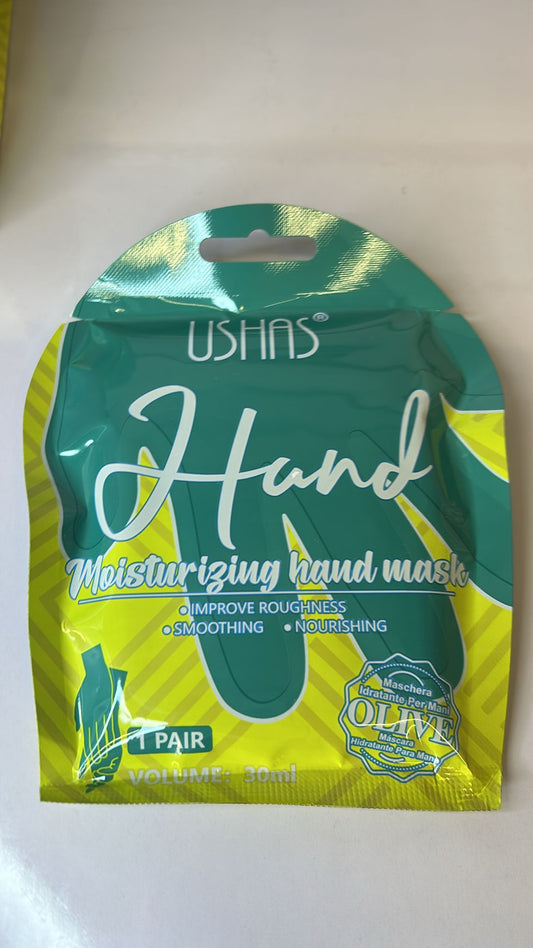 USHAS®
Hand
Moisturizing hand mask
•IMPROVE ROUGHNESS
•SMOOTHING •NOURISHING
Maschera
Idratante Per Mani
OLIVE
Máscara
Hidratante Para Mano
1 PAIR
VOLUME: 30ml